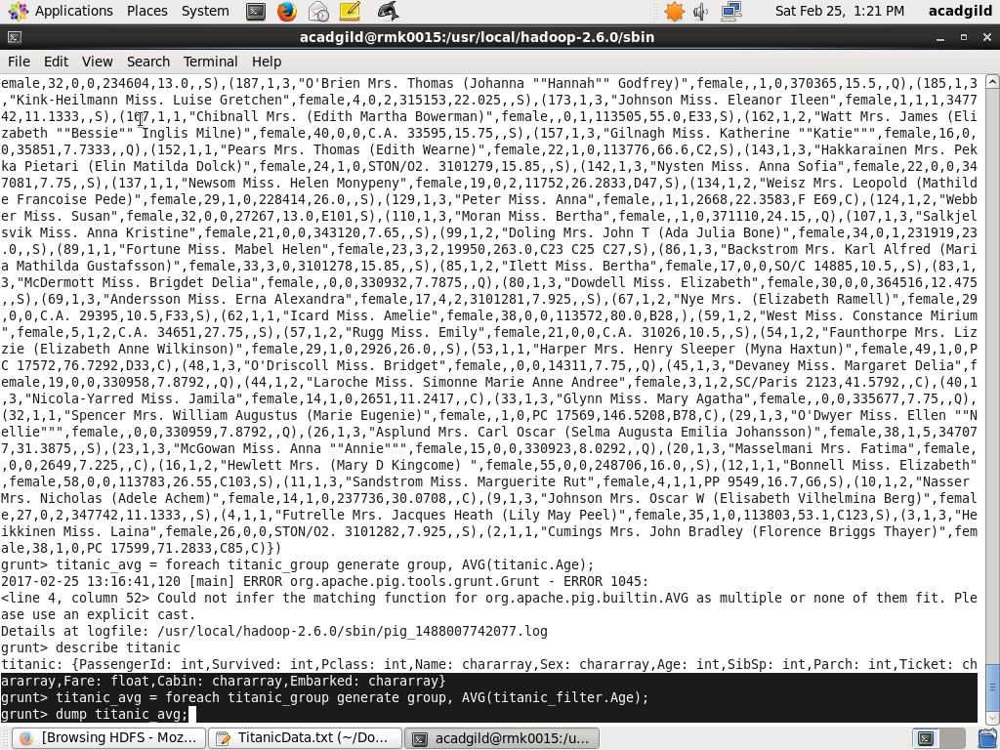 Applications Places System Sat Feb 25, 1:21 PM acadgild
acadgild@rmk0015:/usr/local/hadoop-2.6.0/sbin
File Edit View Search Terminal Help
emale,32,0,0,234604,13.0,,S),(187,1,3,"O'Brien Mrs. Thomas (Johanna ""Hannah"" Godfrey)",female,,1,0,370365,15.5,,Q),(185,1,3
,"Kink-Heilmann Miss. Luise Gretchen",female,4,0,2,315153,22.025,,S),(173,1,3,"Johnson Miss. Eleanor Ileen",female,1,1,1,3477
42,11.1333,,S),(167,1,1,"Chibnall Mrs. (Edith Martha Bowerman)",female,,0,1,113505,55.0,E33,S),(162,1,2,"Watt Mrs. James (Eli
zabeth ""Bessie"" Inglis Milne)",female,40,0,0,C.A. 33595,15.75,,S),(157,1,3,"Gilnagh Miss. Katherine ""Katie""",female,16,0,
0,35851,7.7333,,Q),(152,1,1,"Pears Mrs. Thomas (Edith Wearne)",female,22,1,0,113776,66.6,C2,S),(143,1,3,"Hakkarainen Mrs. Pek
ka Pietari (Elin Matilda Dolck)",female,24,1,0,STON/O2. 3101279,15.85,,S),(142,1,3,"Nysten Miss. Anna Sofia",female,22,0,0,34
7081,7.75,,S),(137,1,1,"Newsom Miss. Helen Monypeny",female,19,0,2,11752,26.2833,D47,S),(134,1,2,"Weisz Mrs. Leopold (Mathild
e Francoise Pede)",female,29,1,0,228414,26.0,,S),(129,1,3,"Peter Miss. Anna",female,,1,1,2668,22.3583,F E69,C),(124,1,2,"Webb
er Miss. Susan",female,32,0,0,27267,13.0,E101,S),(110,1,3,"Moran Miss. Bertha",female,,1,0,371110,24.15,,Q),(107,1,3,"Salkjel
svik Miss. Anna Kristine",female,21,0,0,343120,7.65,,S),(99,1,2,"Doling Mrs. John T (Ada Julia Bone)",female,34,0,1,231919,23
.0,,S),(89,1,1,"Fortune Miss. Mabel Helen",female,23,3,2,19950,263.0,C23 C25 C27,S),(86,1,3,"Backstrom Mrs. Karl Alfred (Mari
a Mathilda Gustafsson)",female,33,3,0,3101278,15.85,,S),(85,1,2,"Ilett Miss. Bertha",female,17,0,0,SO/C 14885,10.5,,S),(83,1,
3,"McDermott Miss. Brigdet Delia",female,,0,0,330932,7.7875,,Q),(80,1,3,"Dowdell Miss. Elizabeth",female,30,0,0,364516,12.475
,,S),(69,1,3,"Andersson Miss. Erna Alexandra",female,17,4,2,3101281,7.925,,S),(67,1,2,"Nye Mrs. (Elizabeth Ramell)",female,29
,0,0,C.A. 29395,10.5,F33,S),(62,1,1,"Icard Miss. Amelie",female,38,0,0,113572,80.0,B28,),(59,1,2,"West Miss. Constance Mirium
",female,5,1,2,C.A. 34651,27.75,,S),(57,1,2,"Rugg Miss. Emily",female,21,0,0,C.A. 31026,10.5,,S),(54,1,2,"Faunthorpe Mrs. Liz
zie (Elizabeth Anne Wilkinson)",female,29,1,0,2926,26.0,,S),(53,1,1,"Harper Mrs. Henry Sleeper (Myna Haxtun)",female,49,1,0,P
C 17572,76.7292,D33,C),(48,1,3,"O'Driscoll Miss. Bridget",female,,0,0,14311,7.75,,Q),(45,1,3,"Devaney Miss. Margaret Delia",f
emale,19,0,0,330958,7.8792,,Q),(44,1,2,"Laroche Miss. Simonne Marie Anne Andree",female,3,1,2,SC/Paris 2123,41.5792,,C),(40,1
,3,"Nicola-Yarred Miss. Jamila",female,14,1,0,2651,11.2417,,C),(33,1,3,"Glynn Miss. Mary Agatha",female,,0,0,335677,7.75,,Q),
(32,1,1,"Spencer Mrs. William Augustus (Marie Eugenie)",female,,1,0,PC 17569,146.5208,B78,C),(29,1,3,"O'Dwyer Miss. Ellen ""N
ellie""",female,,0,0,330959,7.8792,,Q),(26,1,3,"Asplund Mrs. Carl Oscar (Selma Augusta Emilia Johansson)",female,38,1,5,34707
7,31.3875,,S),(23,1,3,"McGowan Miss. Anna ""Annie""",female,15,0,0,330923,8.0292,,Q),(20,1,3,"Masselmani Mrs. Fatima",female,
,0,0,2649,7.225,,C),(16,1,2,"Hewlett Mrs. (Mary D Kingcome) ",female,55,0,0,248706,16.0,,S),(12,1,1,"Bonnell Miss. Elizabeth"
,female,58,0,0,113783,26.55,C103,S),(11,1,3,"Sandstrom Miss. Marguerite Rut",female,4,1,1,PP 9549,16.7,G6,S),(10,1,2,"Nasser 
Mrs. Nicholas (Adele Achem)",female,14,1,0,237736,30.0708,,C),(9,1,3,"Johnson Mrs. Oscar W (Elisabeth Vilhelmina Berg)",femal
e,27,0,2,347742,11.1333,,S),(4,1,1,"Futrelle Mrs. Jacques Heath (Lily May Peel)",female,35,1,0,113803,53.1,C123,S),(3,1,3,"He
ikkinen Miss. Laina",female,26,0,0,STON/O2. 3101282,7.925,,S),(2,1,1,"Cumings Mrs. John Bradley (Florence Briggs Thayer)",fem
ale,38,1,0,PC 17599,71.2833,C85,C)})
grunt> titanic_avg = foreach titanic_group generate group, AVG(titanic.Age);
2017-02-25 13:16:41,120 [main] ERROR org.apache.pig.tools.grunt.Grunt - ERROR 1045:
<line 4, column 52> Could not infer the matching function for org.apache.pig.builtin.AVG as multiple or none of them fit. Ple
ase use an explicit cast.
Details at logfile: /usr/local/hadoop-2.6.0/sbin/pig_1488007742077.log
grunt> describe titanic
titanic: {PassengerId: int,Survived: int,Pclass: int,Name: chararray,Sex: chararray,Age: int,SibSp: int,Parch: int,Ticket: ch
ararray,Fare: float,Cabin: chararray,Embarked: chararray}
grunt> titanic_avg = foreach titanic_group generate group, AVG(titanic_filter.Age);
grunt> dump titanic_avg;
[Browsing HDFS - Moz... TitanicData.txt (~/Do... acadgild@rmk0015:/u...